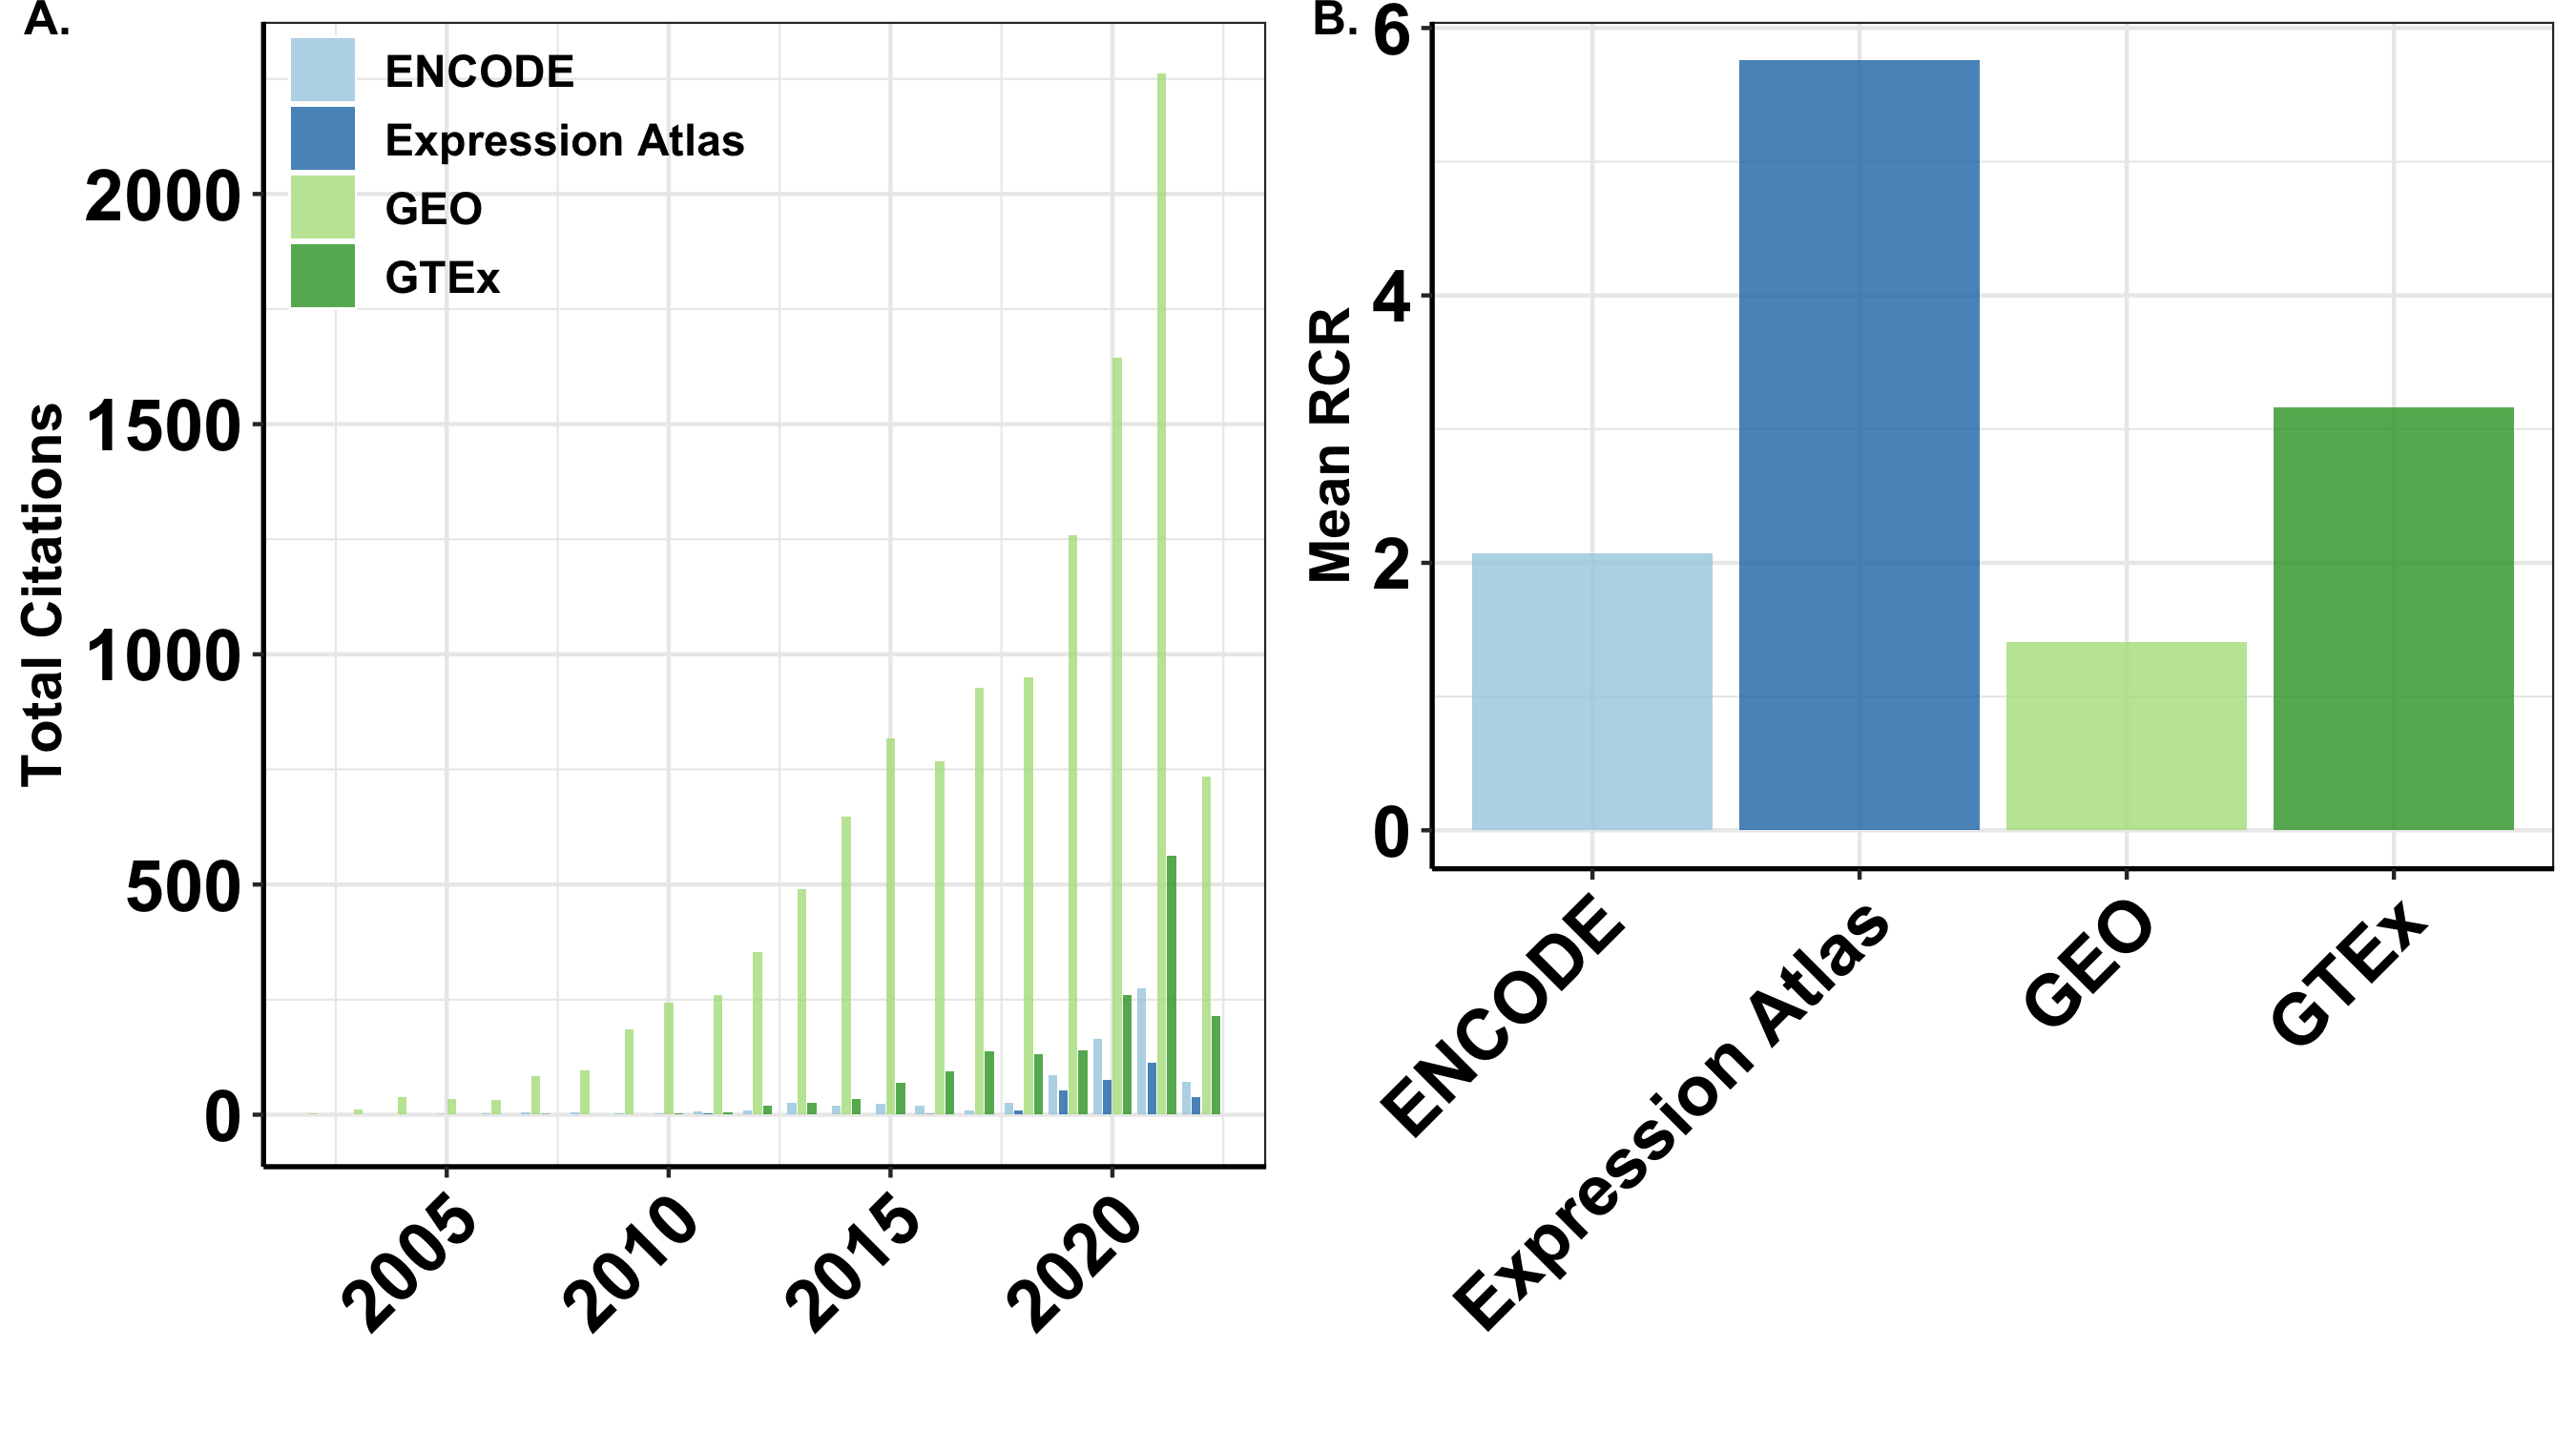 A.
ENCODE
Expression Atlas
GEO
GTEx
Total Citations
2000
1500
1000
500
0
2005
2010
2015
2020
B.
Mean RCR
6
4
2
0
ENCODE
Expression Atlas
GEO
GTEx